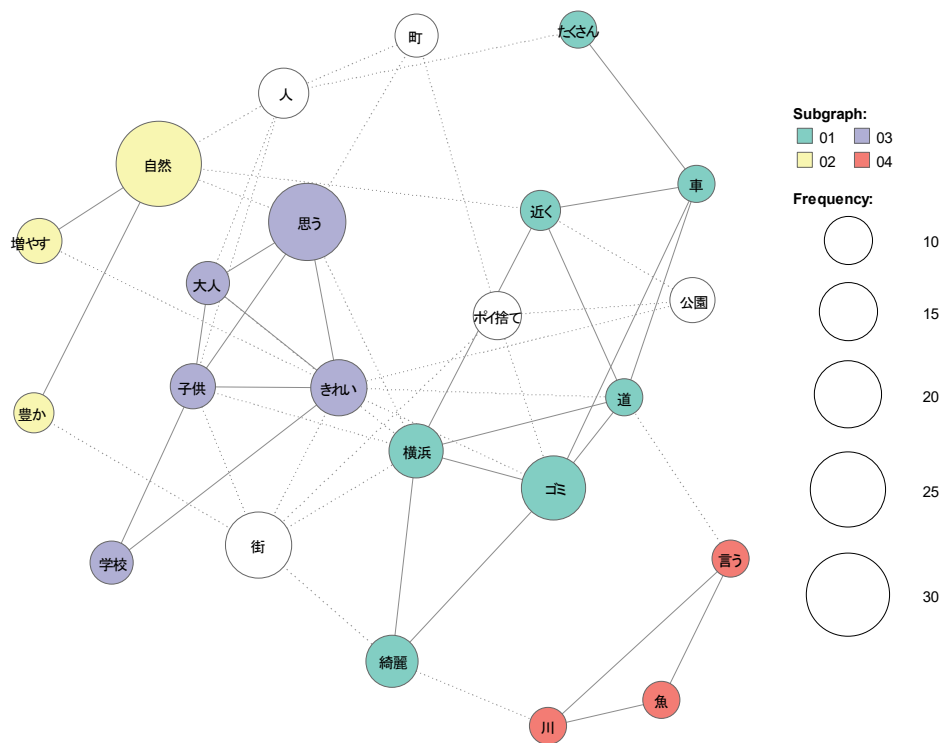 町
たくさん
人
自然
車
近く
思う
増やす
大人
公園
ポイ捨て
子供
きれい
道
豊か
横浜
ゴミ
街
学校
言う
綺麗
魚
川
Subgraph:
01
03
02
04
Frequency:
10
15
20
25
30